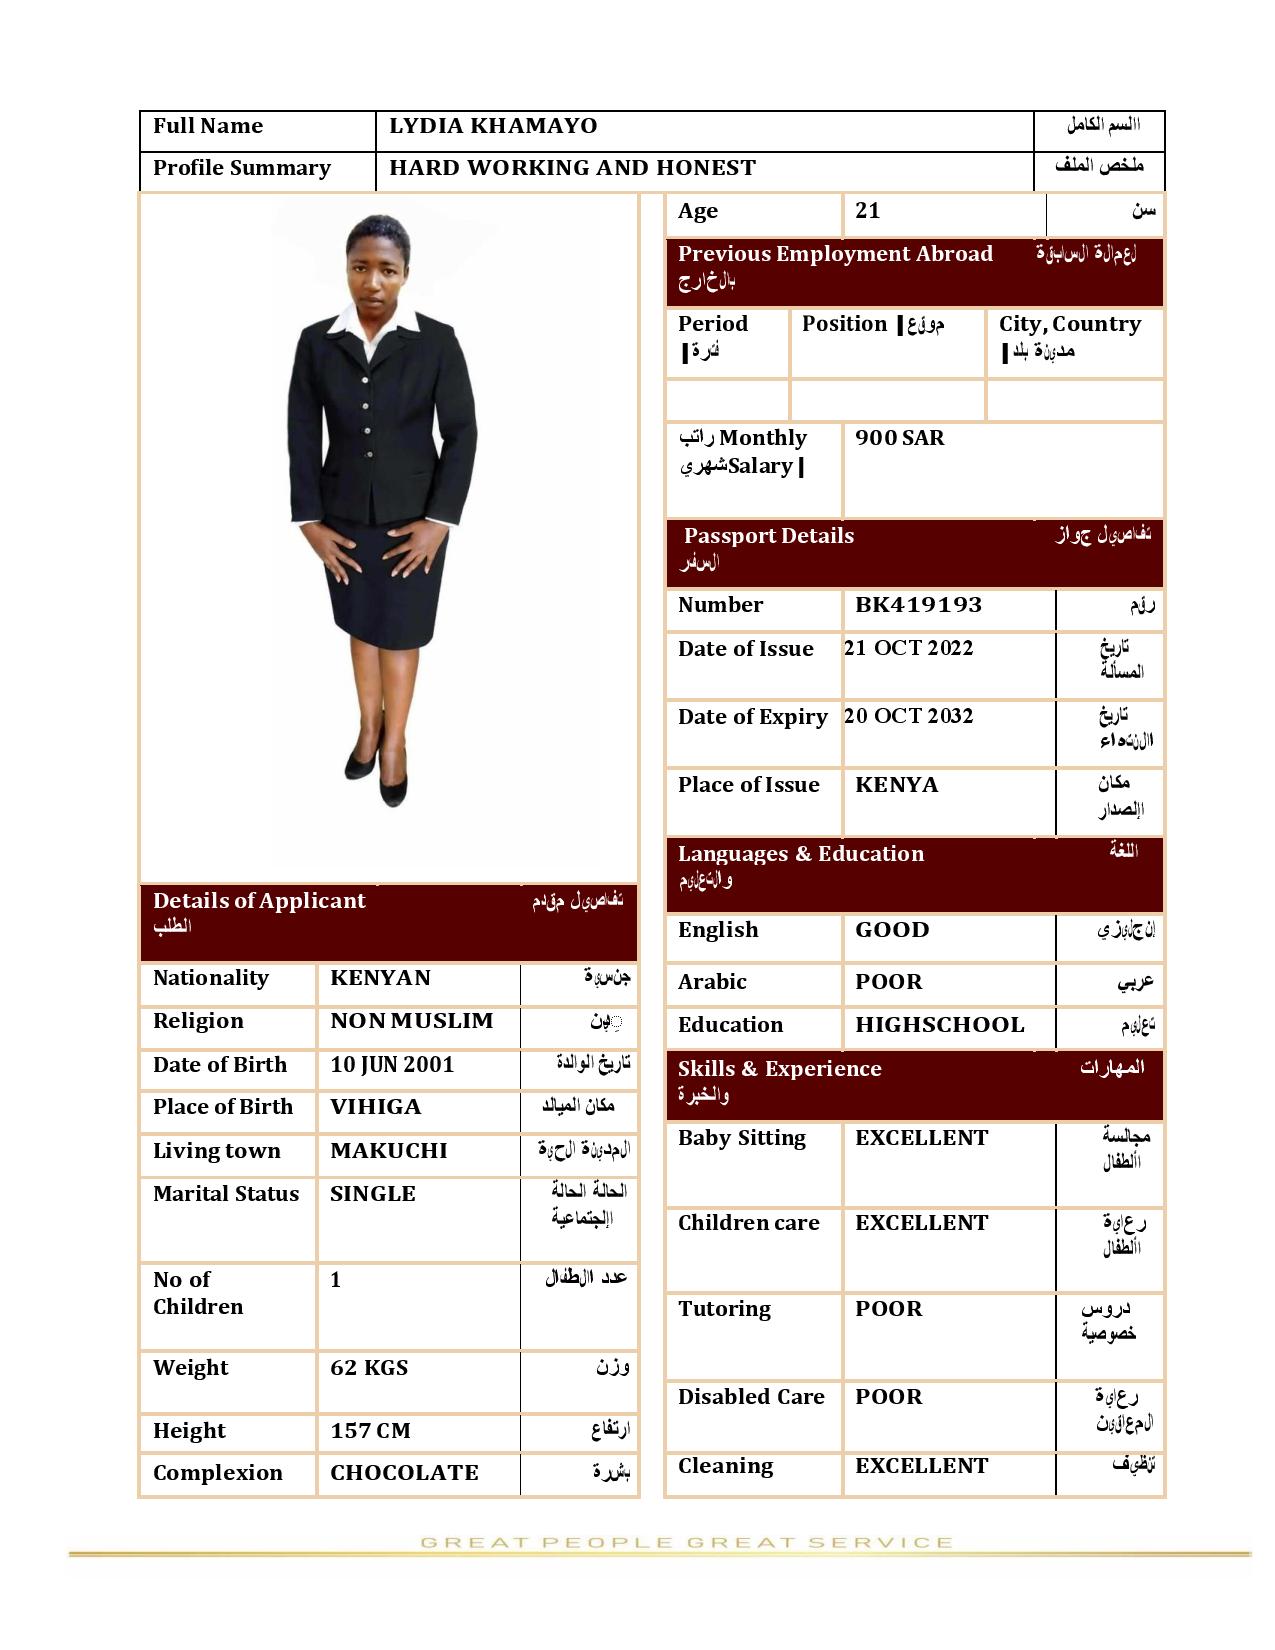 Full Name LYDIA KHAMAYO االسم الكامل
Profile Summary HARD WORKING AND HONEST ملخص الملف
Age 21 سن
Previous Employment Abroad لعمالة السابقة
بالخارج
Period Position | موقع City, Country
| فترة | مدينة بلد
راتب Monthly 900 SAR
شهري Salary |
Passport Details تفاصيل جواز
السفر
Number BK419193 رقم
Date of Issue 21 OCT 2022 تاريخ
المسألة
Date of Expiry 20 OCT 2032 تاريخ
االنتهاء
Place of Issue KENYA مكان
اإلصدار
Languages & Education اللغة
والتعليم
English GOOD إنجليزي
Arabic POOR عربي
Education HIGHSCHOOL تعليم
Skills & Experience المهارات
والخبرة
Baby Sitting EXCELLENT مجالسة
األطفال
Children care EXCELLENT رعاية
األطفال
Tutoring POOR دروس
خصوصية
Disabled Care POOR رعاية
المعاقين
Cleaning EXCELLENT تنظيف
Details of Applicant تفاصيل مقدم
الطلب
Nationality KENYAN جنسية
Religion NON MUSLIM دين
Date of Birth 10 JUN 2001 تاريخ الوالدة
Place of Birth VIHIGA مكان الميالد
Living town MAKUCHI المدينة الحية
Marital Status SINGLE الحالة الحالة
اإلجتماعية
No of 1 عدد االطفال
Children
Weight 62 KGS وزن
Height 157 CM ارتفاع
Complexion CHOCOLATE بشرة
GREAT PEOPLE GREAT SERVICE